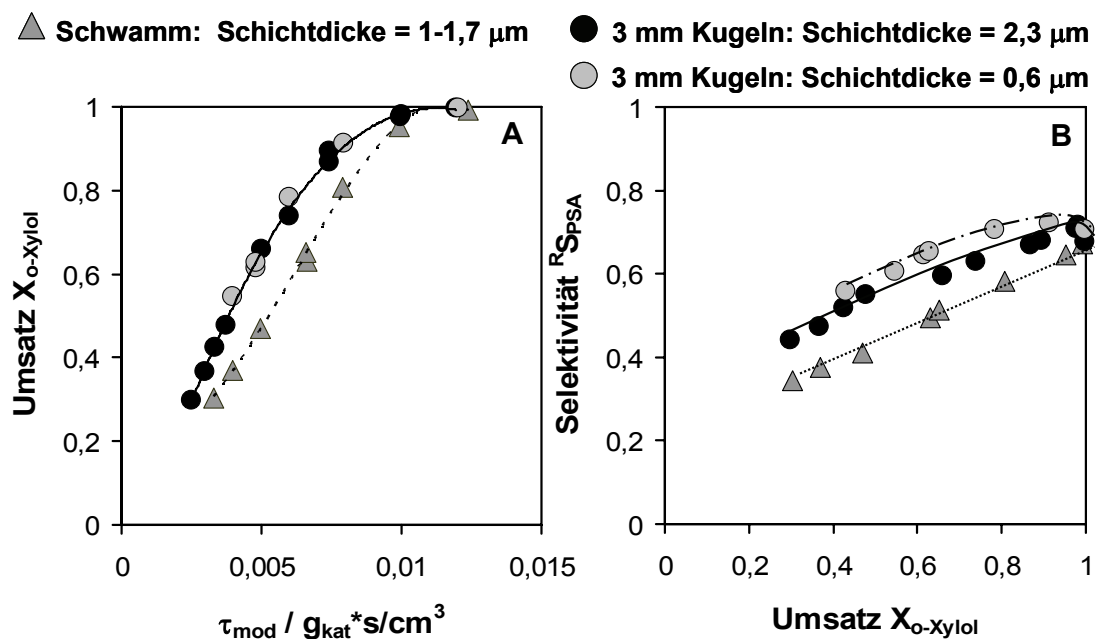 Schwamm: Schichtdicke = 1-1,7 μm
3 mm Kugeln: Schichtdicke = 2,3 μm
3 mm Kugeln: Schichtdicke = 0,6 μm
A
Umsatz Xo-Xylol
1
0,8
0,6
0,4
0,2
0
0 0,005 0,01 0,015
τmod / gkat*s/cm³
B
Selektivität ᴿSPSA
1
0,8
0,6
0,4
0,2
0
0 0,2 0,4 0,6 0,8 1
Umsatz Xo-Xylol